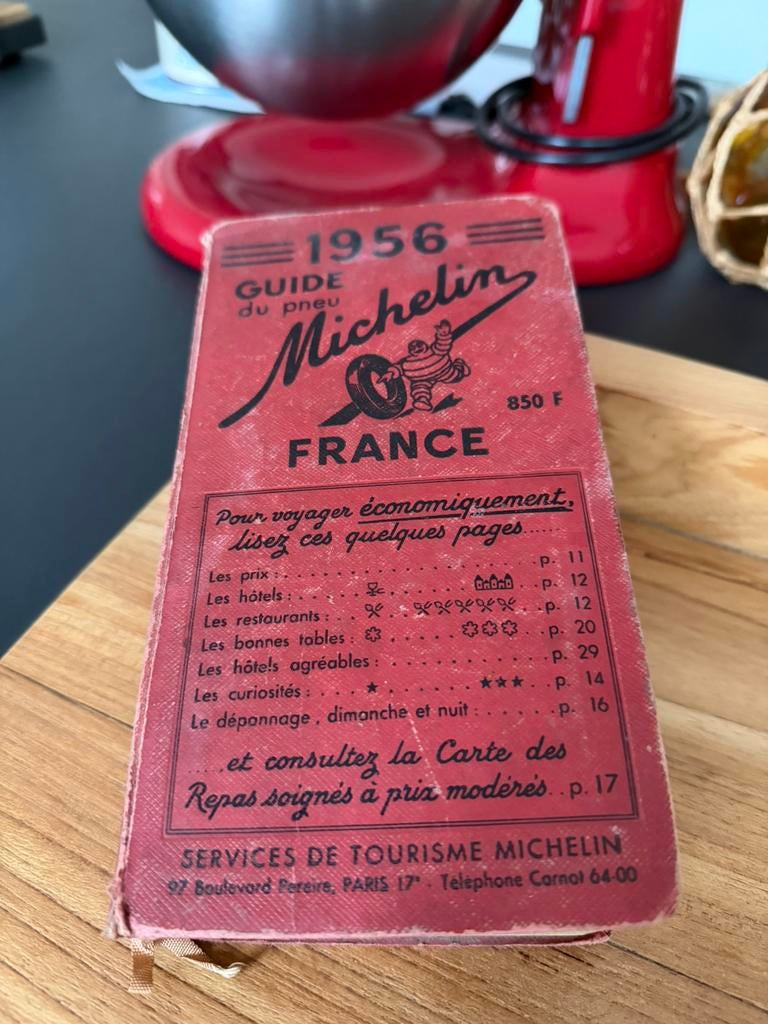 1956
GUIDE
du pneu
Michelin
850 F
FRANCE
Pour voyager économiquement,
lisez ces quelques pages......
Les prix : . . . . . . . . . . . . . . . . . . p. 11
Les hôtels : . . . . . . . . . . p. 12
Les restaurants : . . . . . . p. 12
Les bonnes tables : . . . . . . . p. 20
Les hôtels agréables : . . . . . . . . . . . . p. 29
Les curiosités : . . . ★ . . . . . . . ★★★ . . p. 14
Le dépannage, dimanche et nuit : . . . . . p. 16
.....et consultez la Carte des
Repas soignés à prix modérés.. p. 17
SERVICES DE TOURISME MICHELIN
97 Boulevard Pereire, PARIS 17e - Téléphone Carnot 64-00